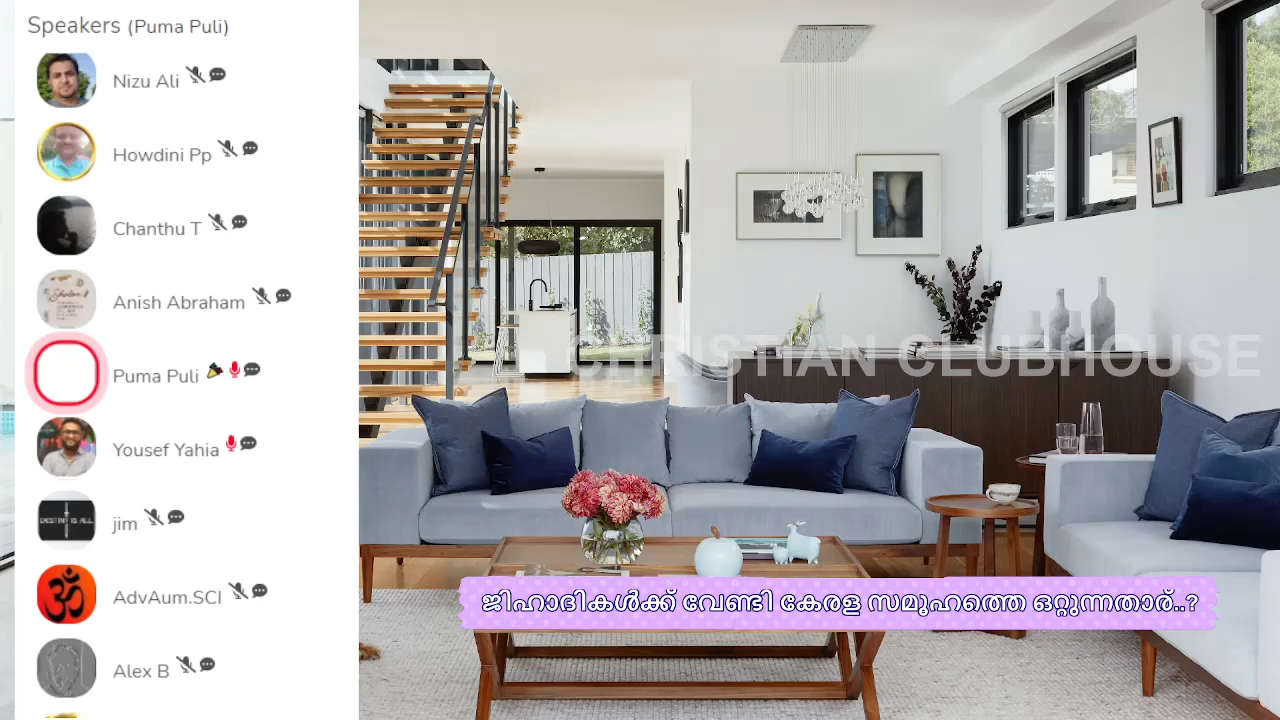 Speakers (Puma Puli)
Nizu Ali
Howdini Pp
Chanthu T
Anish Abraham
Puma Puli
Yousef Yahia
jim
AdvAum.SCI
Alex B
CHRISTIAN CLUBHOUSE
ജിഹാദികൾക്ക് വേണ്ടി കേരള സമൂഹത്തെ ഒറ്റുന്നതാര്..?